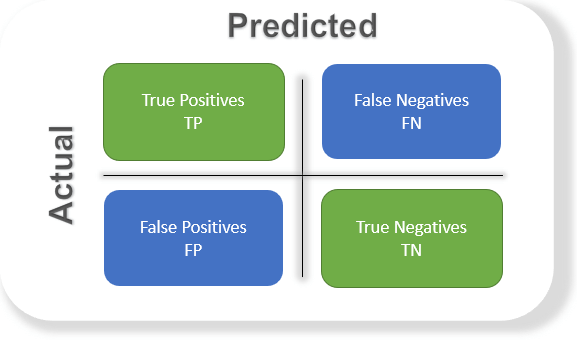 Predicted
Actual
True Positives
TP
False Negatives
FN
False Positives
FP
True Negatives
TN